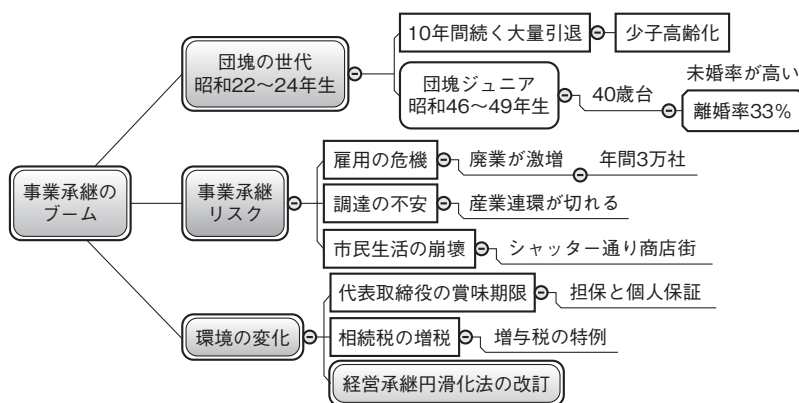 事業承継の
ブーム
団塊の世代
昭和22〜24年生
10年間続く大量引退
少子高齢化
団塊ジュニア
昭和46〜49年生
40歳台
未婚率が高い
離婚率33%
事業承継
リスク
雇用の危機
廃業が激増
年間3万社
調達の不安
産業連環が切れる
市民生活の崩壊
シャッター通り商店街
環境の変化
代表取締役の賞味期限
担保と個人保証
相続税の増税
増与税の特例
経営承継円滑化法の改訂